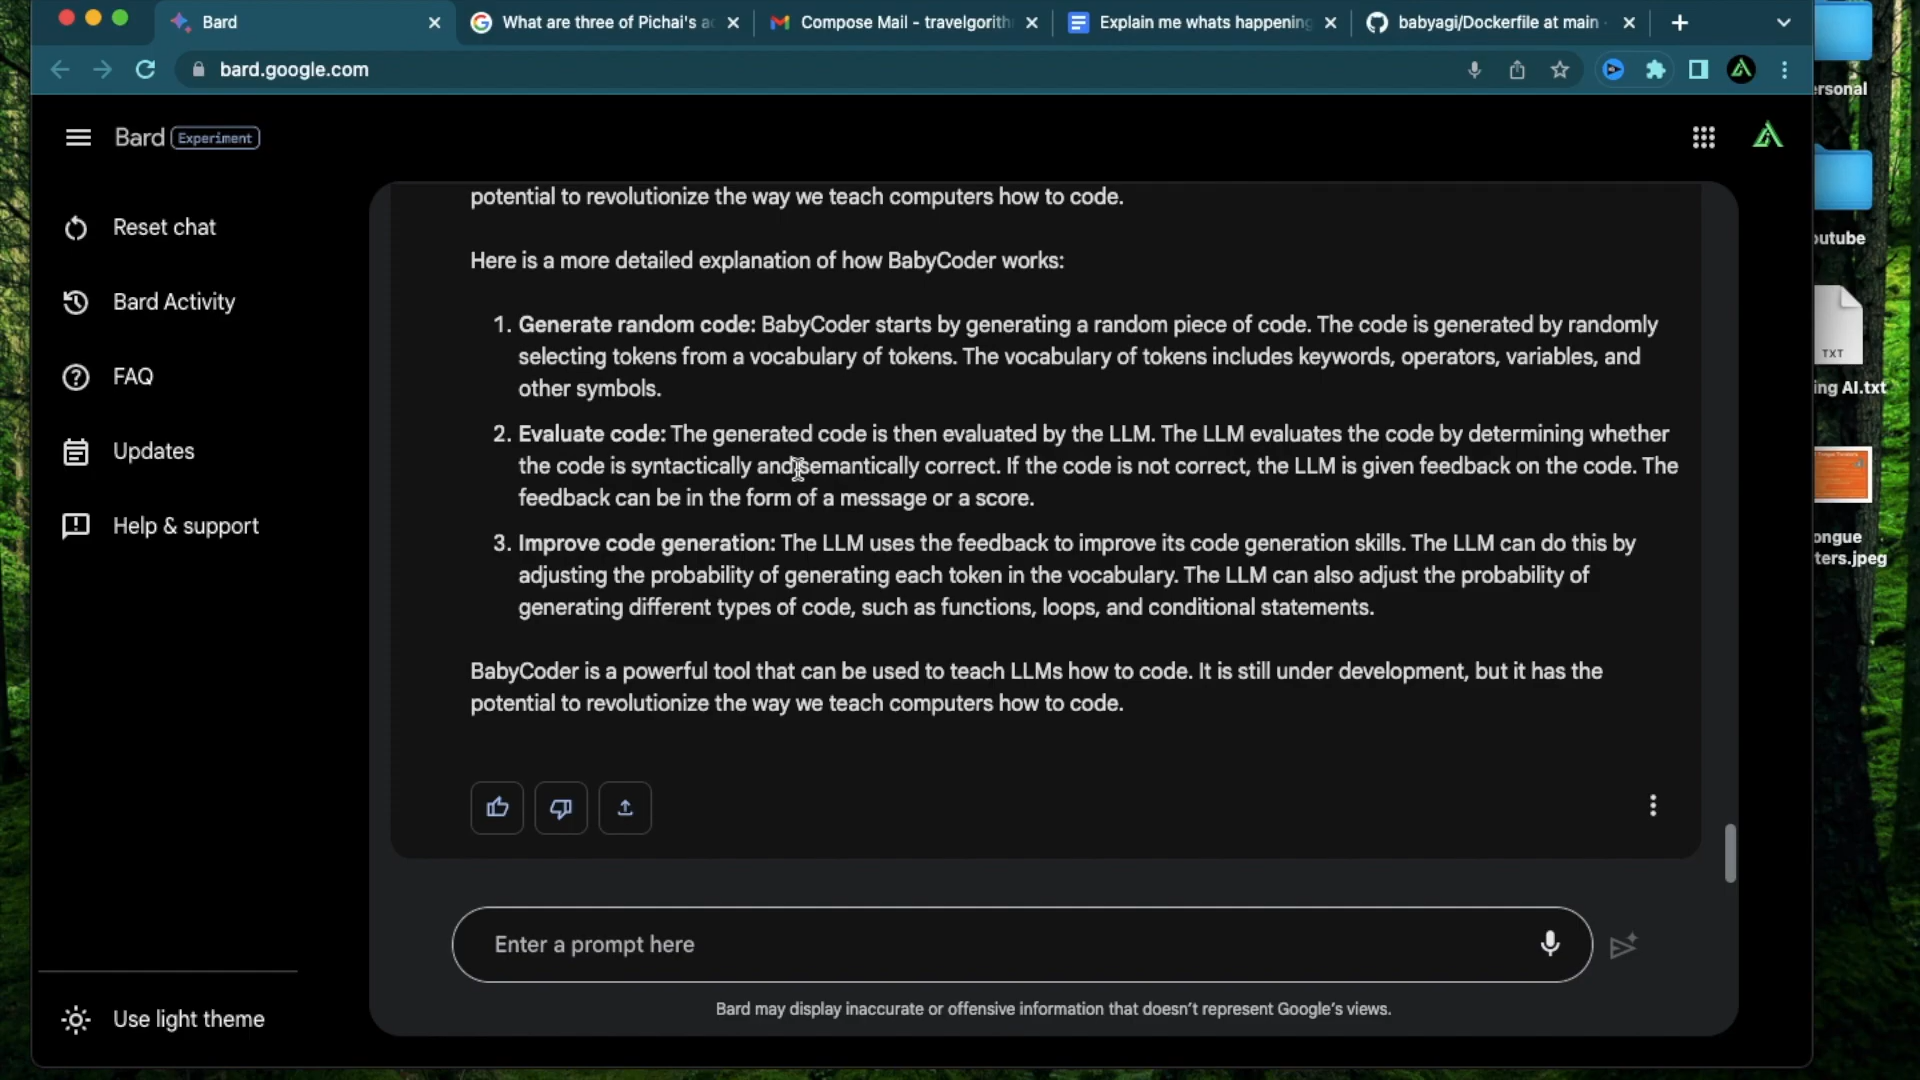 Bard
What are three of Pichai's a
Compose Mail - travelgorith
Explain me whats happening
babyagi/Dockerfile at main
bard.google.com
Bard Experiment
Reset chat
Bard Activity
FAQ
Updates
Help & support
Use light theme
potential to revolutionize the way we teach computers how to code.
Here is a more detailed explanation of how BabyCoder works:
1. Generate random code: BabyCoder starts by generating a random piece of code. The code is generated by randomly
selecting tokens from a vocabulary of tokens. The vocabulary of tokens includes keywords, operators, variables, and
other symbols.
2. Evaluate code: The generated code is then evaluated by the LLM. The LLM evaluates the code by determining whether
the code is syntactically and semantically correct. If the code is not correct, the LLM is given feedback on the code. The
feedback can be in the form of a message or a score.
3. Improve code generation: The LLM uses the feedback to improve its code generation skills. The LLM can do this by
adjusting the probability of generating each token in the vocabulary. The LLM can also adjust the probability of
generating different types of code, such as functions, loops, and conditional statements.
BabyCoder is a powerful tool that can be used to teach LLMs how to code. It is still under development, but it has the
potential to revolutionize the way we teach computers how to code.
Enter a prompt here
Bard may display inaccurate or offensive information that doesn't represent Google's views.
ersonal
outube
TXT
ing AI.txt
ongue
ters.jpeg